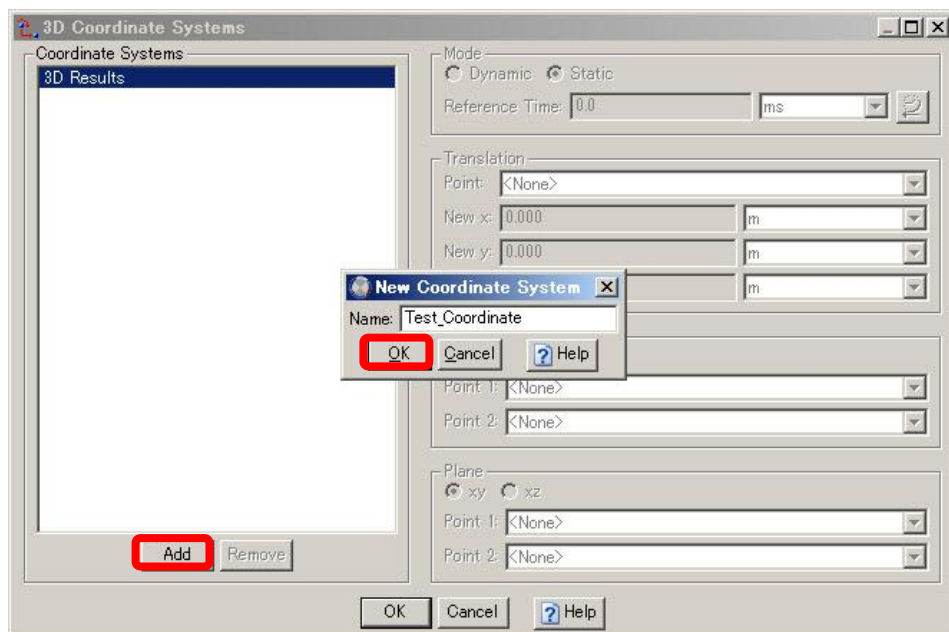 3D Coordinate Systems
Coordinate Systems
3D Results
Add
Remove
Mode
Dynamic
Static
Reference Time: 0.0 ms
Translation
Point: <None>
New x: 0.000 m
New y: 0.000 m
m
New Coordinate System
Name: Test_Coordinate
OK
Cancel
Help
Point 1: <None>
Point 2: <None>
Plane
xy
xz
Point 1: <None>
Point 2: <None>
OK
Cancel
Help